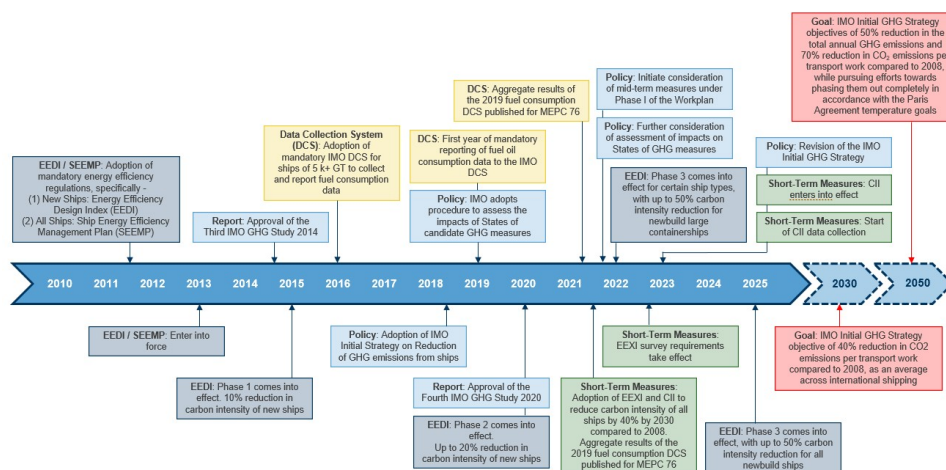 Goal: IMO Initial GHG Strategy
objectives of 50% reduction in the
total annual GHG emissions and
70% reduction in CO₂ emissions per
transport work compared to 2008,
while pursuing efforts towards
phasing them out completely in
accordance with the Paris
Agreement temperature goals
Policy: Initiate consideration
of mid-term measures under
Phase I of the Workplan
DCS: Aggregate results of
the 2019 fuel consumption
DCS published for MEPC 76
Data Collection System
(DCS): Adoption of
mandatory IMO DCS for
ships of 5 k+ GT to collect
and report fuel consumption
data
DCS: First year of mandatory
reporting of fuel oil
consumption data to the IMO
DCS
Policy: Further consideration
of assessment of impacts on
States of GHG measures
Policy: Revision of the IMO
Initial GHG Strategy
EEDI / SEEMP: Adoption of
mandatory energy efficiency
regulations, specifically -
(1) New Ships: Energy Efficiency
Design Index (EEDI)
(2) All Ships: Ship Energy Efficiency
Management Plan (SEEMP)
Report: Approval of the
Third IMO GHG Study 2014
Policy: IMO adopts
procedure to assess the
impacts of States of
candidate GHG measures
EEDI: Phase 3 comes into
effect for certain ship types,
with up to 50% carbon
intensity reduction for
newbuild large
containerships
Short-Term Measures: CII
enters into effect
Short-Term Measures: Start
of CII data collection
2010 2011 2012 2013 2014 2015 2016 2017 2018 2019 2020 2021 2022 2023 2024 2025 2030 2050
EEDI / SEEMP: Enter into
force
EEDI: Phase 1 comes into
effect. 10% reduction in
carbon intensity of new ships
Policy: Adoption of IMO
Initial Strategy on Reduction
of GHG emissions from ships
Report: Approval of the
Fourth IMO GHG Study 2020
EEDI: Phase 2 comes into
effect.
Up to 20% reduction in
carbon intensity of new ships
Short-Term Measures:
EEXI survey requirements
take effect
Short-Term Measures:
Adoption of EEXI and CII to
reduce carbon intensity of all
ships by 40% by 2030
compared to 2008.
Aggregate results of the
2019 fuel consumption DCS
published for MEPC 76
EEDI: Phase 3 comes into
effect, with up to 50% carbon
intensity reduction for all
newbuild ships
Goal: IMO Initial GHG Strategy
objective of 40% reduction in CO2
emissions per transport work
compared to 2008, as an average
across international shipping